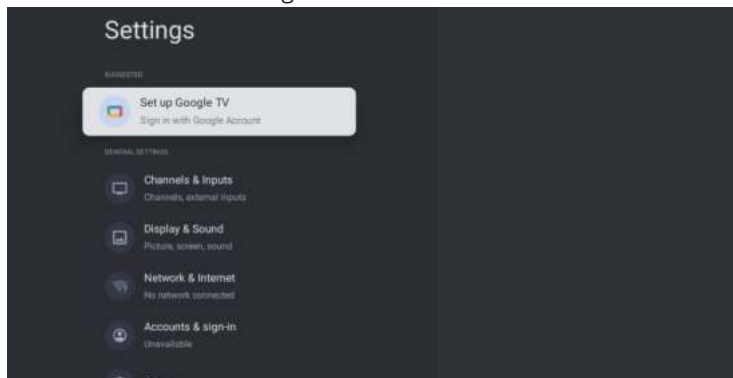 Settings
SUGGESTED
Set up Google TV
Sign in with Google Account
GENERAL SETTINGS
Channels & Inputs
Channels, external inputs
Display & Sound
Picture, screen, sound
Network & Internet
No network connected
Accounts & sign-in
Unavailable